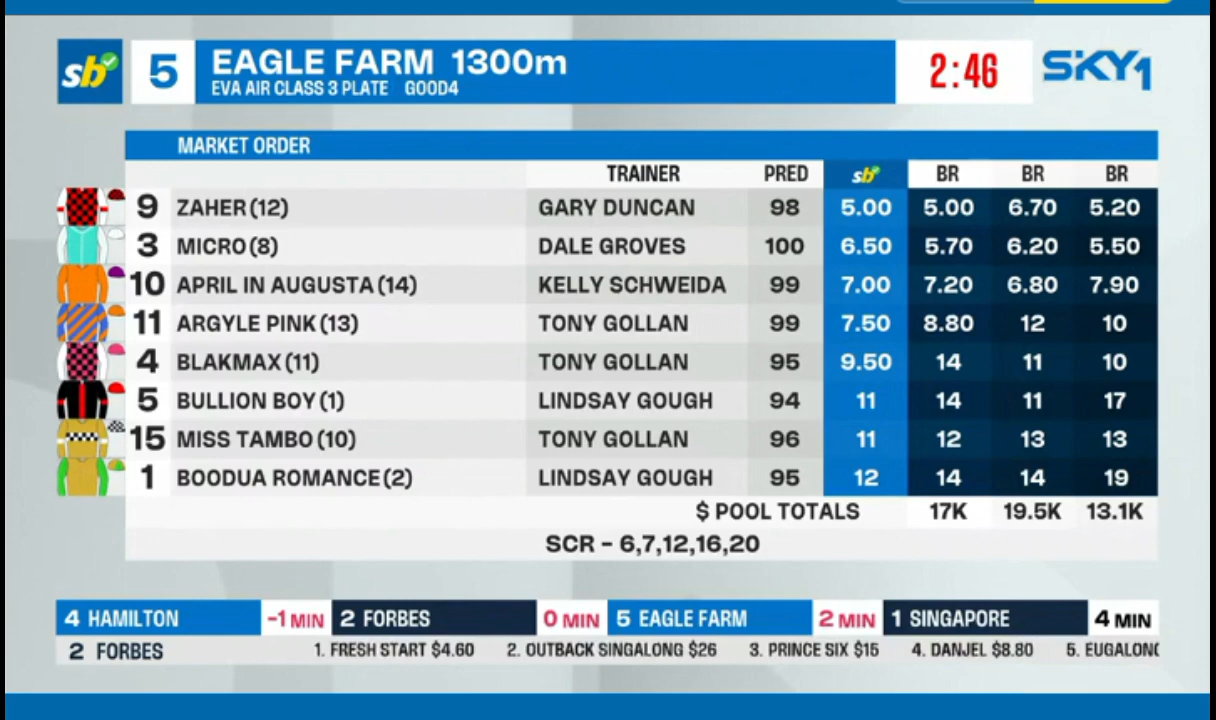 sb 5 EAGLE FARM 1300m 2:46 SKY1
EVA AIR CLASS 3 PLATE GOOD4
MARKET ORDER
TRAINER PRED sb BR BR BR
9 ZAHER (12) GARY DUNCAN 98 5.00 5.00 6.70 5.20
3 MICRO (8) DALE GROVES 100 6.50 5.70 6.20 5.50
10 APRIL IN AUGUSTA (14) KELLY SCHWEIDA 99 7.00 7.20 6.80 7.90
11 ARGYLE PINK (13) TONY GOLLAN 99 7.50 8.80 12 10
4 BLAKMAX (11) TONY GOLLAN 95 9.50 14 11 10
5 BULLION BOY (1) LINDSAY GOUGH 94 11 14 11 17
15 MISS TAMBO (10) TONY GOLLAN 96 11 12 13 13
1 BOODUA ROMANCE (2) LINDSAY GOUGH 95 12 14 14 19
$ POOL TOTALS 17K 19.5K 13.1K
SCR - 6,7,12,16,20
4 HAMILTON -1 MIN 2 FORBES 0 MIN 5 EAGLE FARM 2 MIN 1 SINGAPORE 4 MIN
2 FORBES 1. FRESH START $4.60 2. OUTBACK SINGALONG $26 3. PRINCE SIX $15 4. DANJEL $8.80 5. EUGALONG